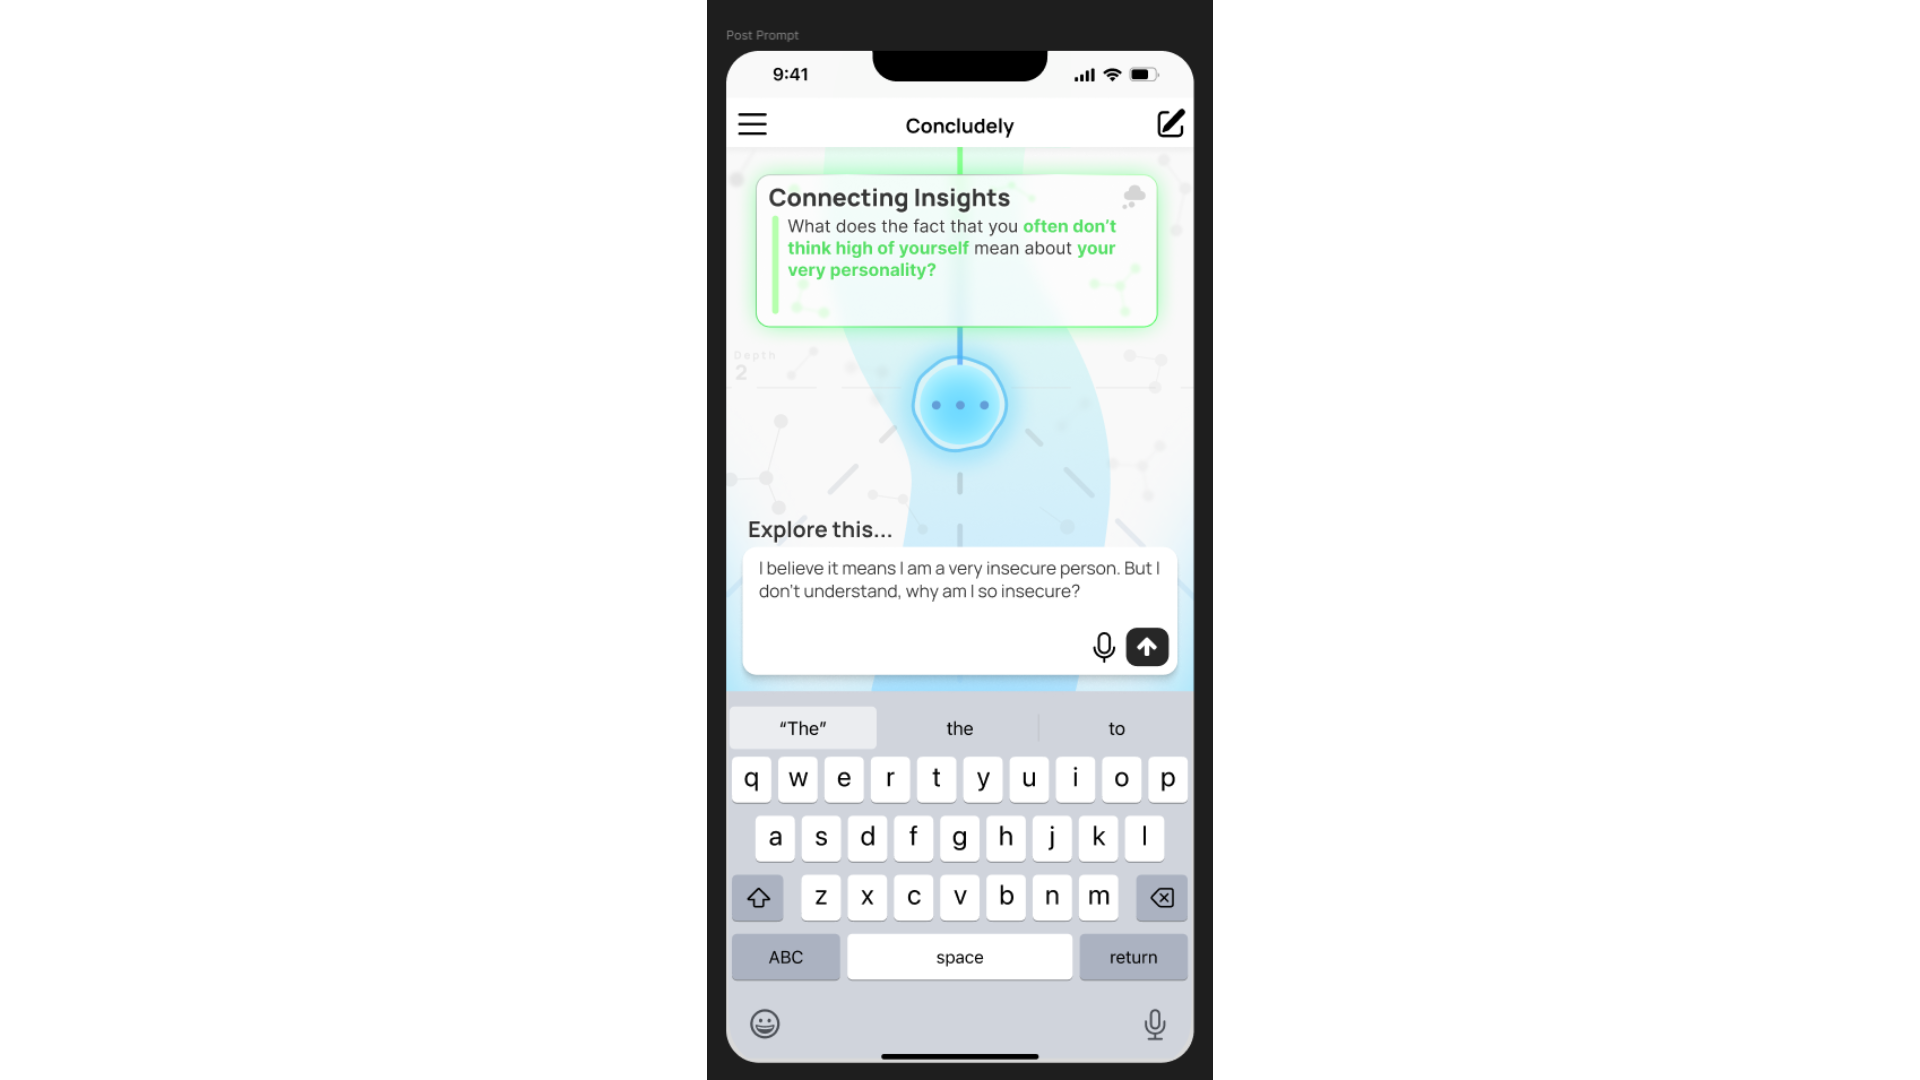 Post Prompt
9:41
Concludely
Connecting Insights
What does the fact that you often don't
think high of yourself mean about your
very personality?
Depth
2
Explore this...
I believe it means I am a very insecure person. But I
don't understand, why am I so insecure?
“The” the to
q w e r t y u i o p
a s d f g h j k l
z x c v b n m
ABC space return